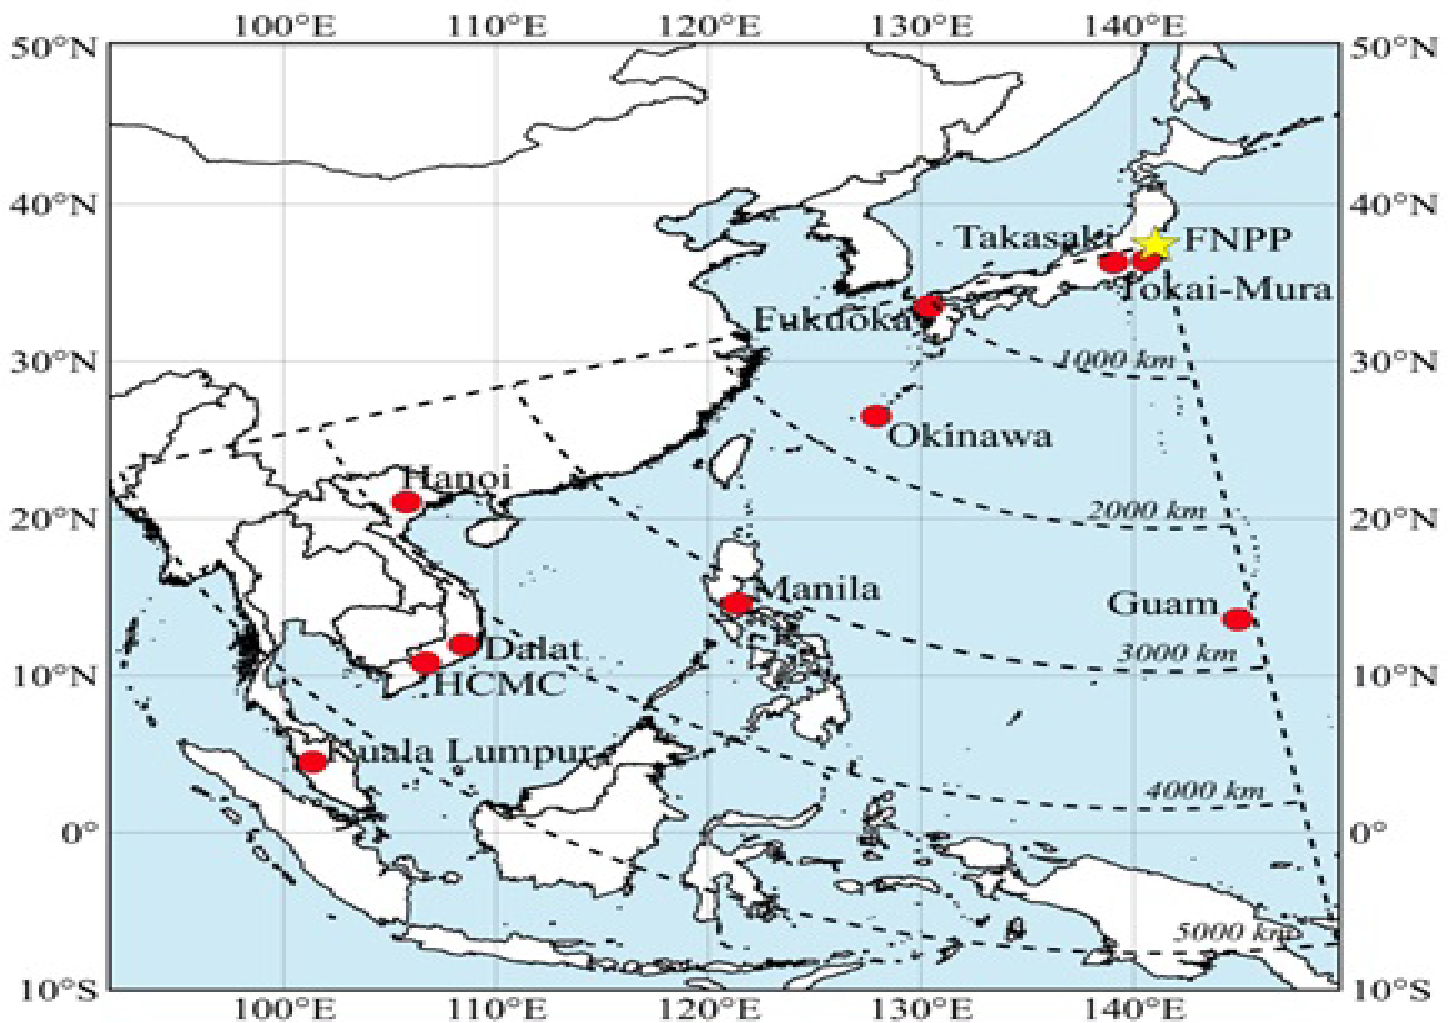 100°E 110°E 120°E 130°E 140°E
50°N 50°N
40°N 40°N
Takasaki FNPP
Tokai-Mura
Fukuoka
30°N 1000 km 30°N
Okinawa
Hanoi
20°N 2000 km 20°N
Manila Guam
Dalat 3000 km
10°N HCMC 10°N
Kuala Lumpur
4000 km
0° 0°
5000 km
10°S 10°S
100°E 110°E 120°E 130°E 140°E